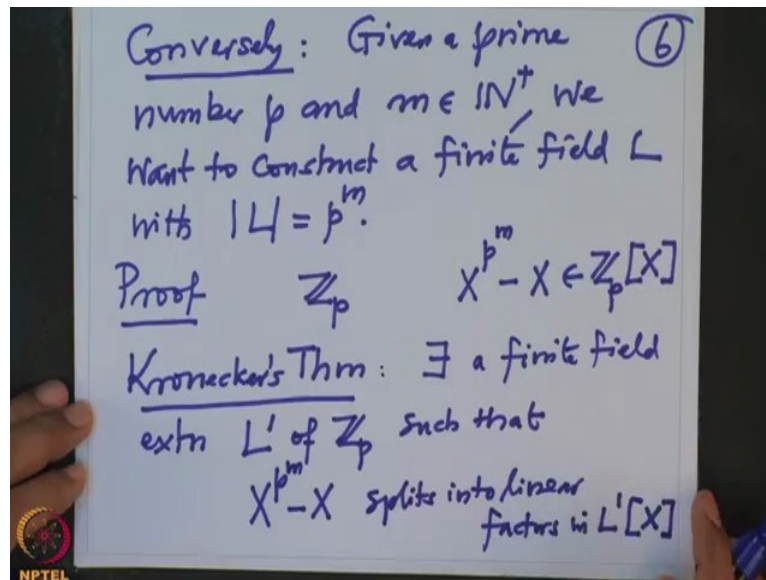 Conversely: Given a prime ⑥
number p and m ∈ ℕ⁺ we
want to construct a finite field L
with |L| = p^m.
Proof ℤ_p X^{p^m} - X ∈ ℤ_p[X]
Kronecker's Thm: ∃ a finite field
extn L' of ℤ_p such that
X^{p^m} - X splits into linear
factors in L'[X]
NPTEL